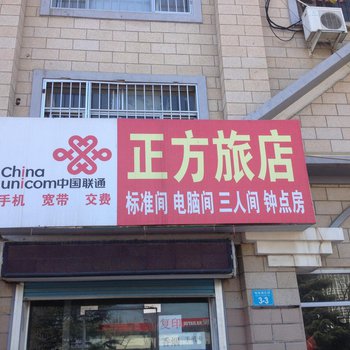 China
unicom中国联通
手机 宽带 交费
正方旅店
标准间 电脑间 三人间 钟点房
复印
3-3